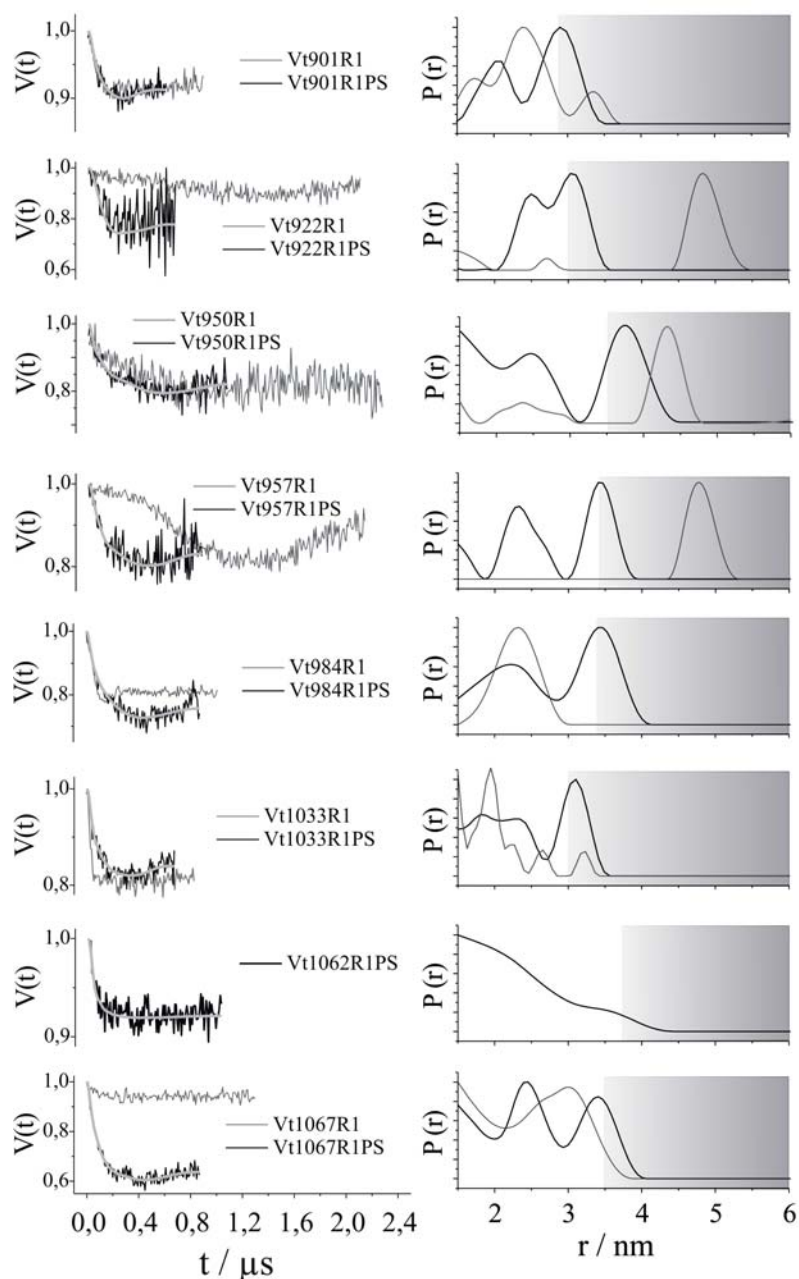 V(t)
1,0
0,9
Vt901R1
Vt901R1PS
P (r)
V(t)
1,0
0,8
0,6
Vt922R1
Vt922R1PS
P (r)
V(t)
1,0
0,8
Vt950R1
Vt950R1PS
P (r)
V(t)
1,0
0,8
Vt957R1
Vt957R1PS
P (r)
V(t)
1,0
0,8
Vt984R1
Vt984R1PS
P (r)
V(t)
1,0
0,8
Vt1033R1
Vt1033R1PS
P (r)
V(t)
1,0
0,9
Vt1062R1PS
P (r)
V(t)
1,0
0,8
0,6
Vt1067R1
Vt1067R1PS
P (r)
0,0 0,4 0,8 1,2 1,6 2,0 2,4
t / μs
2 3 4 5 6
r / nm